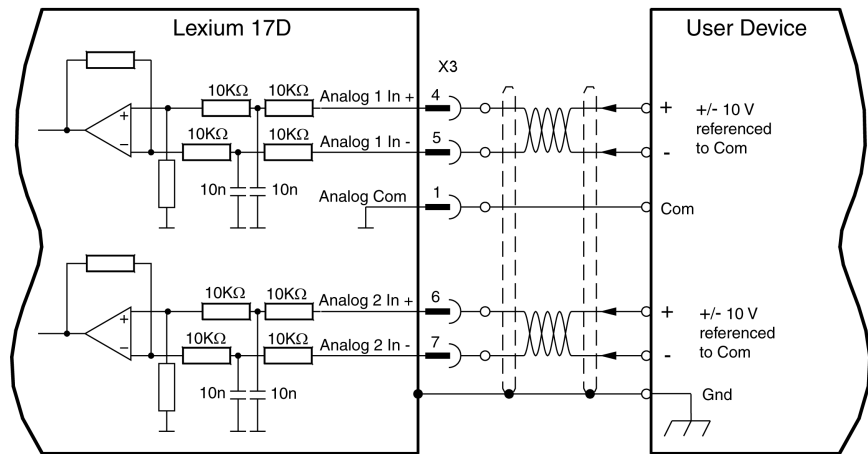 Lexium 17D
User Device
X3
10KΩ 10KΩ Analog 1 In + 4
+
+
+/- 10 V
referenced
to Com
10KΩ 10KΩ Analog 1 In - 5
−
-
10n 10n
Analog Com 1
Com
10KΩ 10KΩ Analog 2 In + 6
+
+
+/- 10 V
referenced
to Com
10KΩ 10KΩ Analog 2 In - 7
−
-
10n 10n
Gnd